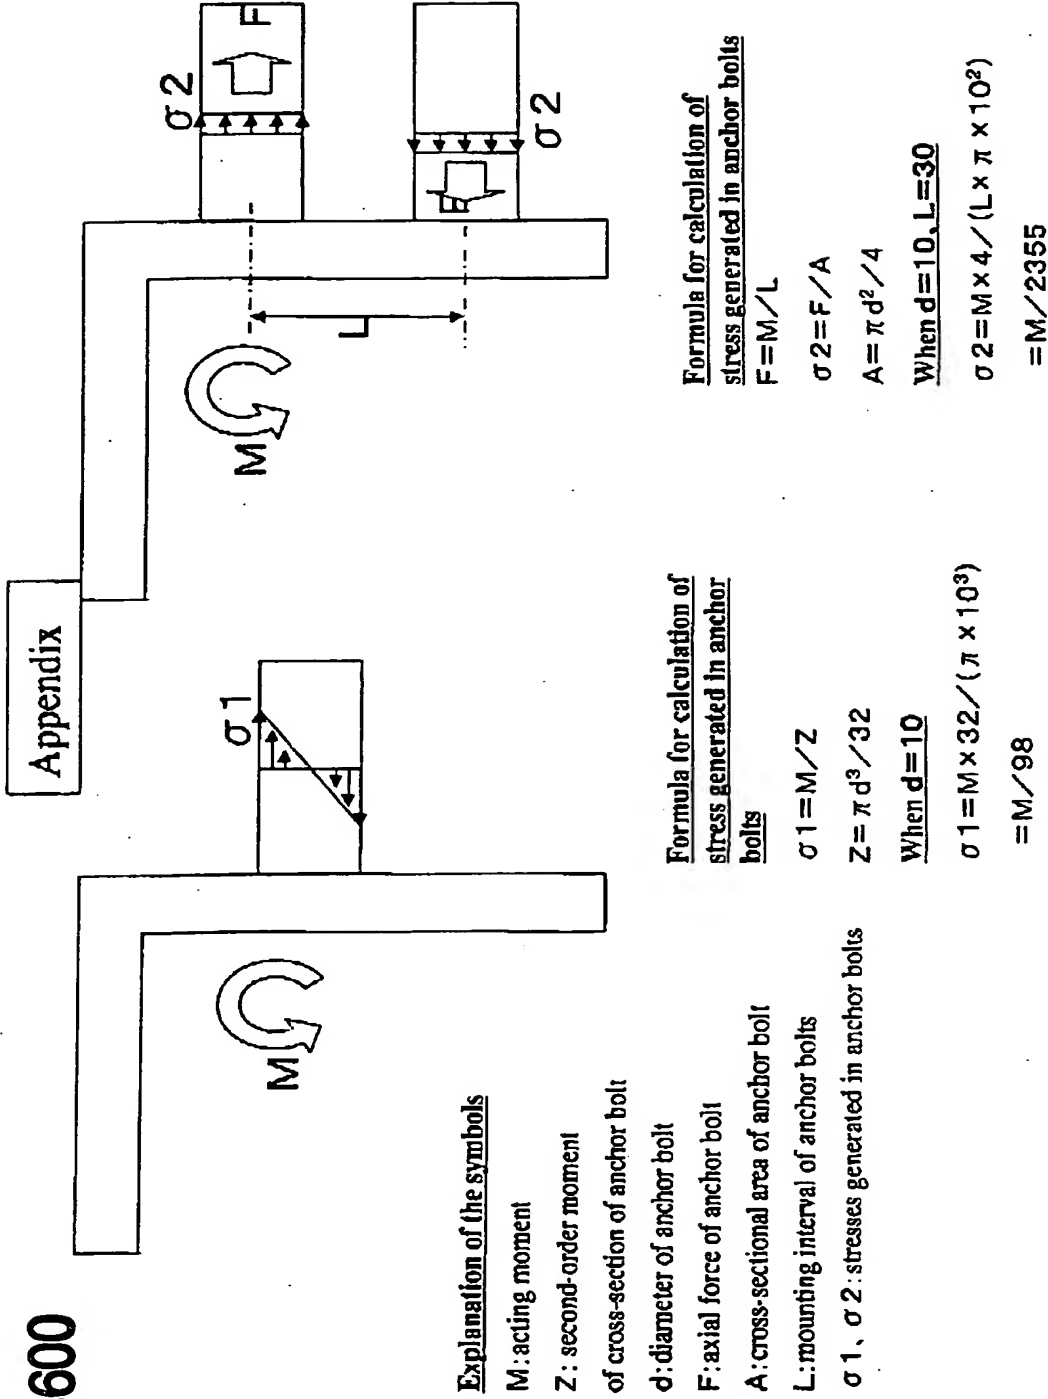 600
Appendix
M
σ1
M
L
σ2
F
F
σ2
Explanation of the symbols
M:acting moment
Z: second-order moment
of cross-section of anchor bolt
d:diameter of anchor bolt
F:axial force of anchor bolt
A:cross-sectional area of anchor bolt
L:mounting interval of anchor bolts
σ1、σ2:stresses generated in anchor bolts
Formula for calculation of
stress generated in anchor
bolts
σ1=M/Z
Z=πd³/32
When d=10
σ1=M×32/(π×10³)
=M/98
Formula for calculation of
stress generated in anchor bolts
F=M/L
σ2=F/A
A=πd²/4
When d=10, L=30
σ2=M×4/(L×π×10²)
=M/2355